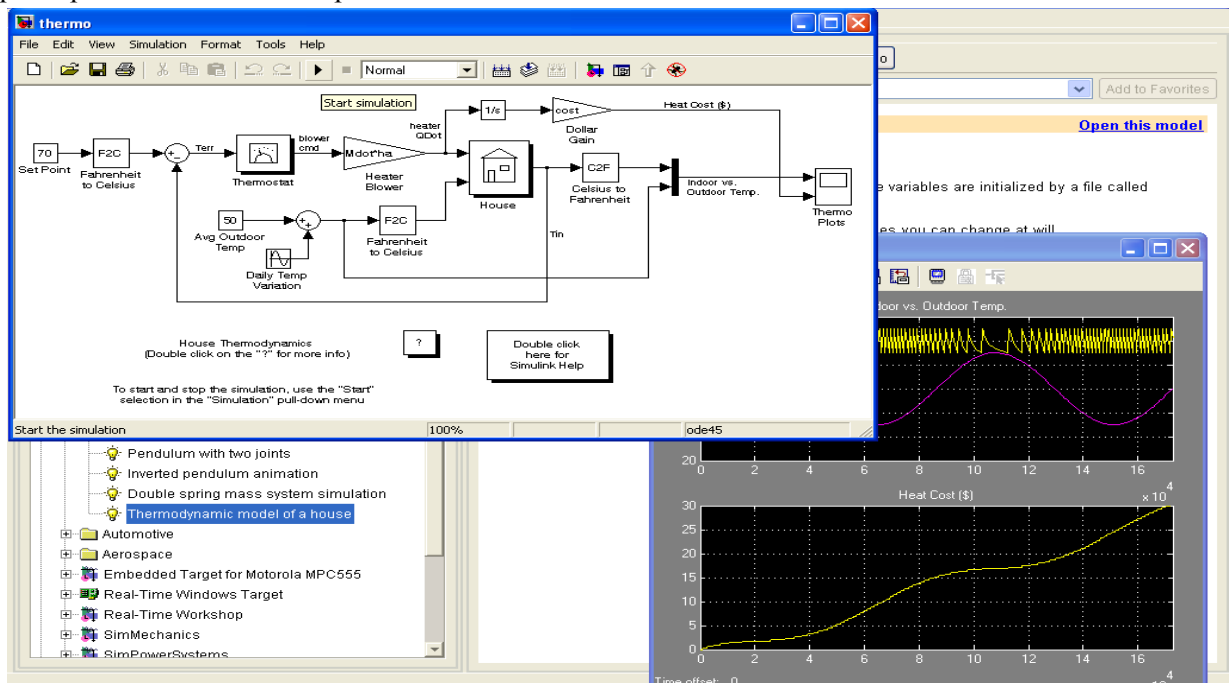 thermo
File Edit View Simulation Format Tools Help
Normal
Start simulation
70
Set Point
F2C
Fahrenheit
to Celsius
Terr
Thermostat
blower
cmd
Mdot*ha
Heater
Blower
heater
QDot
1/s
cost
Dollar
Gain
Heat Cost ($)
House
C2F
Celsius to
Fahrenheit
Indoor vs.
Outdoor Temp.
Thermo
Plots
50
Avg Outdoor
Temp
Daily Temp
Variation
F2C
Fahrenheit
to Celsius
Tin
House Thermodynamics
(Double click on the "?" for more info)
?
Double click
here for
Simulink Help
To start and stop the simulation, use the "Start"
selection in the "Simulation" pull-down menu
Start the simulation 100% ode45
o
Add to Favorites
Open this model
e variables are initialized by a file called
es you can change at will
door vs. Outdoor Temp.
20
0 2 4 6 8 10 12 14 16
x 10 4
Heat Cost ($)
30
25
20
15
10
5
0
0 2 4 6 8 10 12 14 16
Time offset: 0
Pendulum with two joints
Inverted pendulum animation
Double spring mass system simulation
Thermodynamic model of a house
Automotive
Aerospace
Embedded Target for Motorola MPC555
Real-Time Windows Target
Real-Time Workshop
SimMechanics
SimPowerSystems